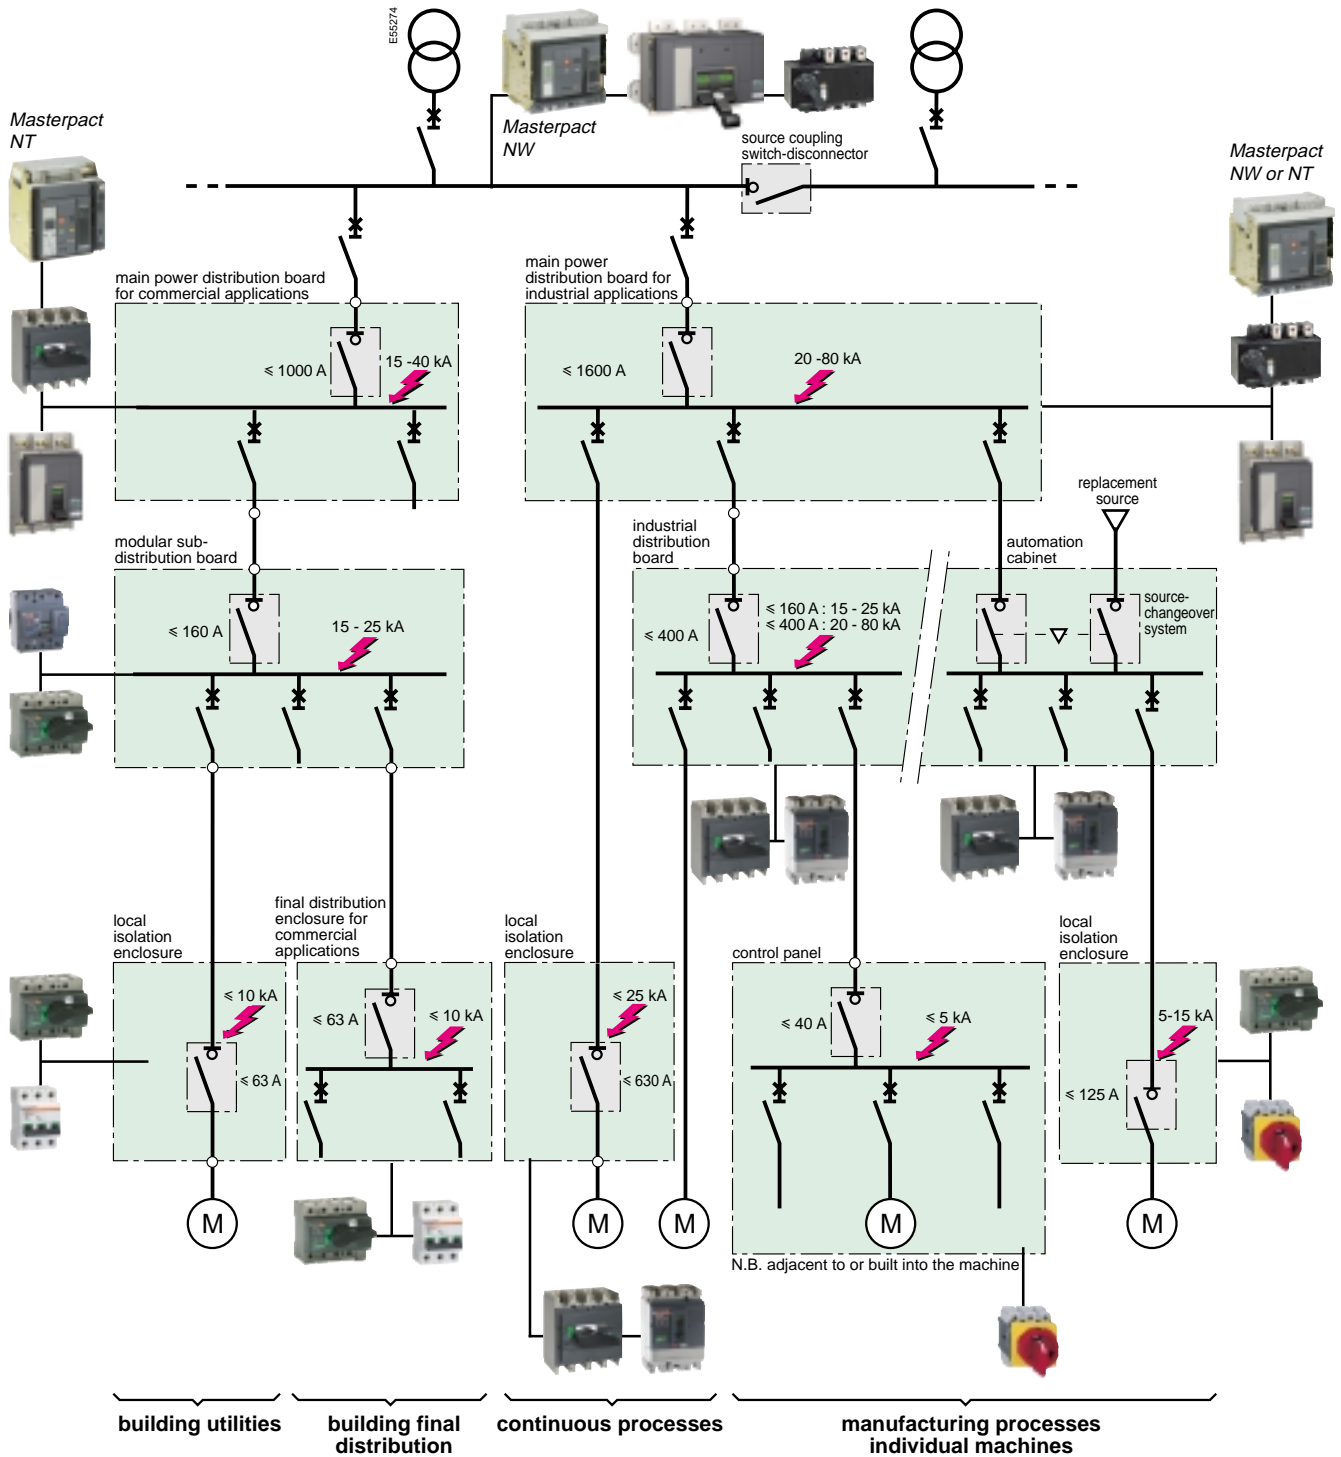 E55274
Masterpact
NT
Masterpact
NW
source coupling
switch-disconnector
Masterpact
NW or NT
main power distribution board
for commercial applications
main power
distribution board for
industrial applications
⩽ 1000 A
15 -40 kA
⩽ 1600 A
20 -80 kA
replacement
source
modular sub-
distribution board
industrial
distribution
board
automation
cabinet
⩽ 160 A
15 - 25 kA
⩽ 400 A
⩽ 160 A : 15 - 25 kA
⩽ 400 A : 20 - 80 kA
source-
changeover
system
local
isolation
enclosure
final distribution
enclosure for
commercial
applications
local
isolation
enclosure
control panel
local
isolation
enclosure
⩽ 10 kA
⩽ 63 A
⩽ 63 A
⩽ 10 kA
⩽ 25 kA
⩽ 630 A
⩽ 40 A
⩽ 5 kA
5-15 kA
⩽ 125 A
M
M
M
M
M
N.B. adjacent to or built into the machine
building utilities
building final
distribution
continuous processes
manufacturing processes
individual machines